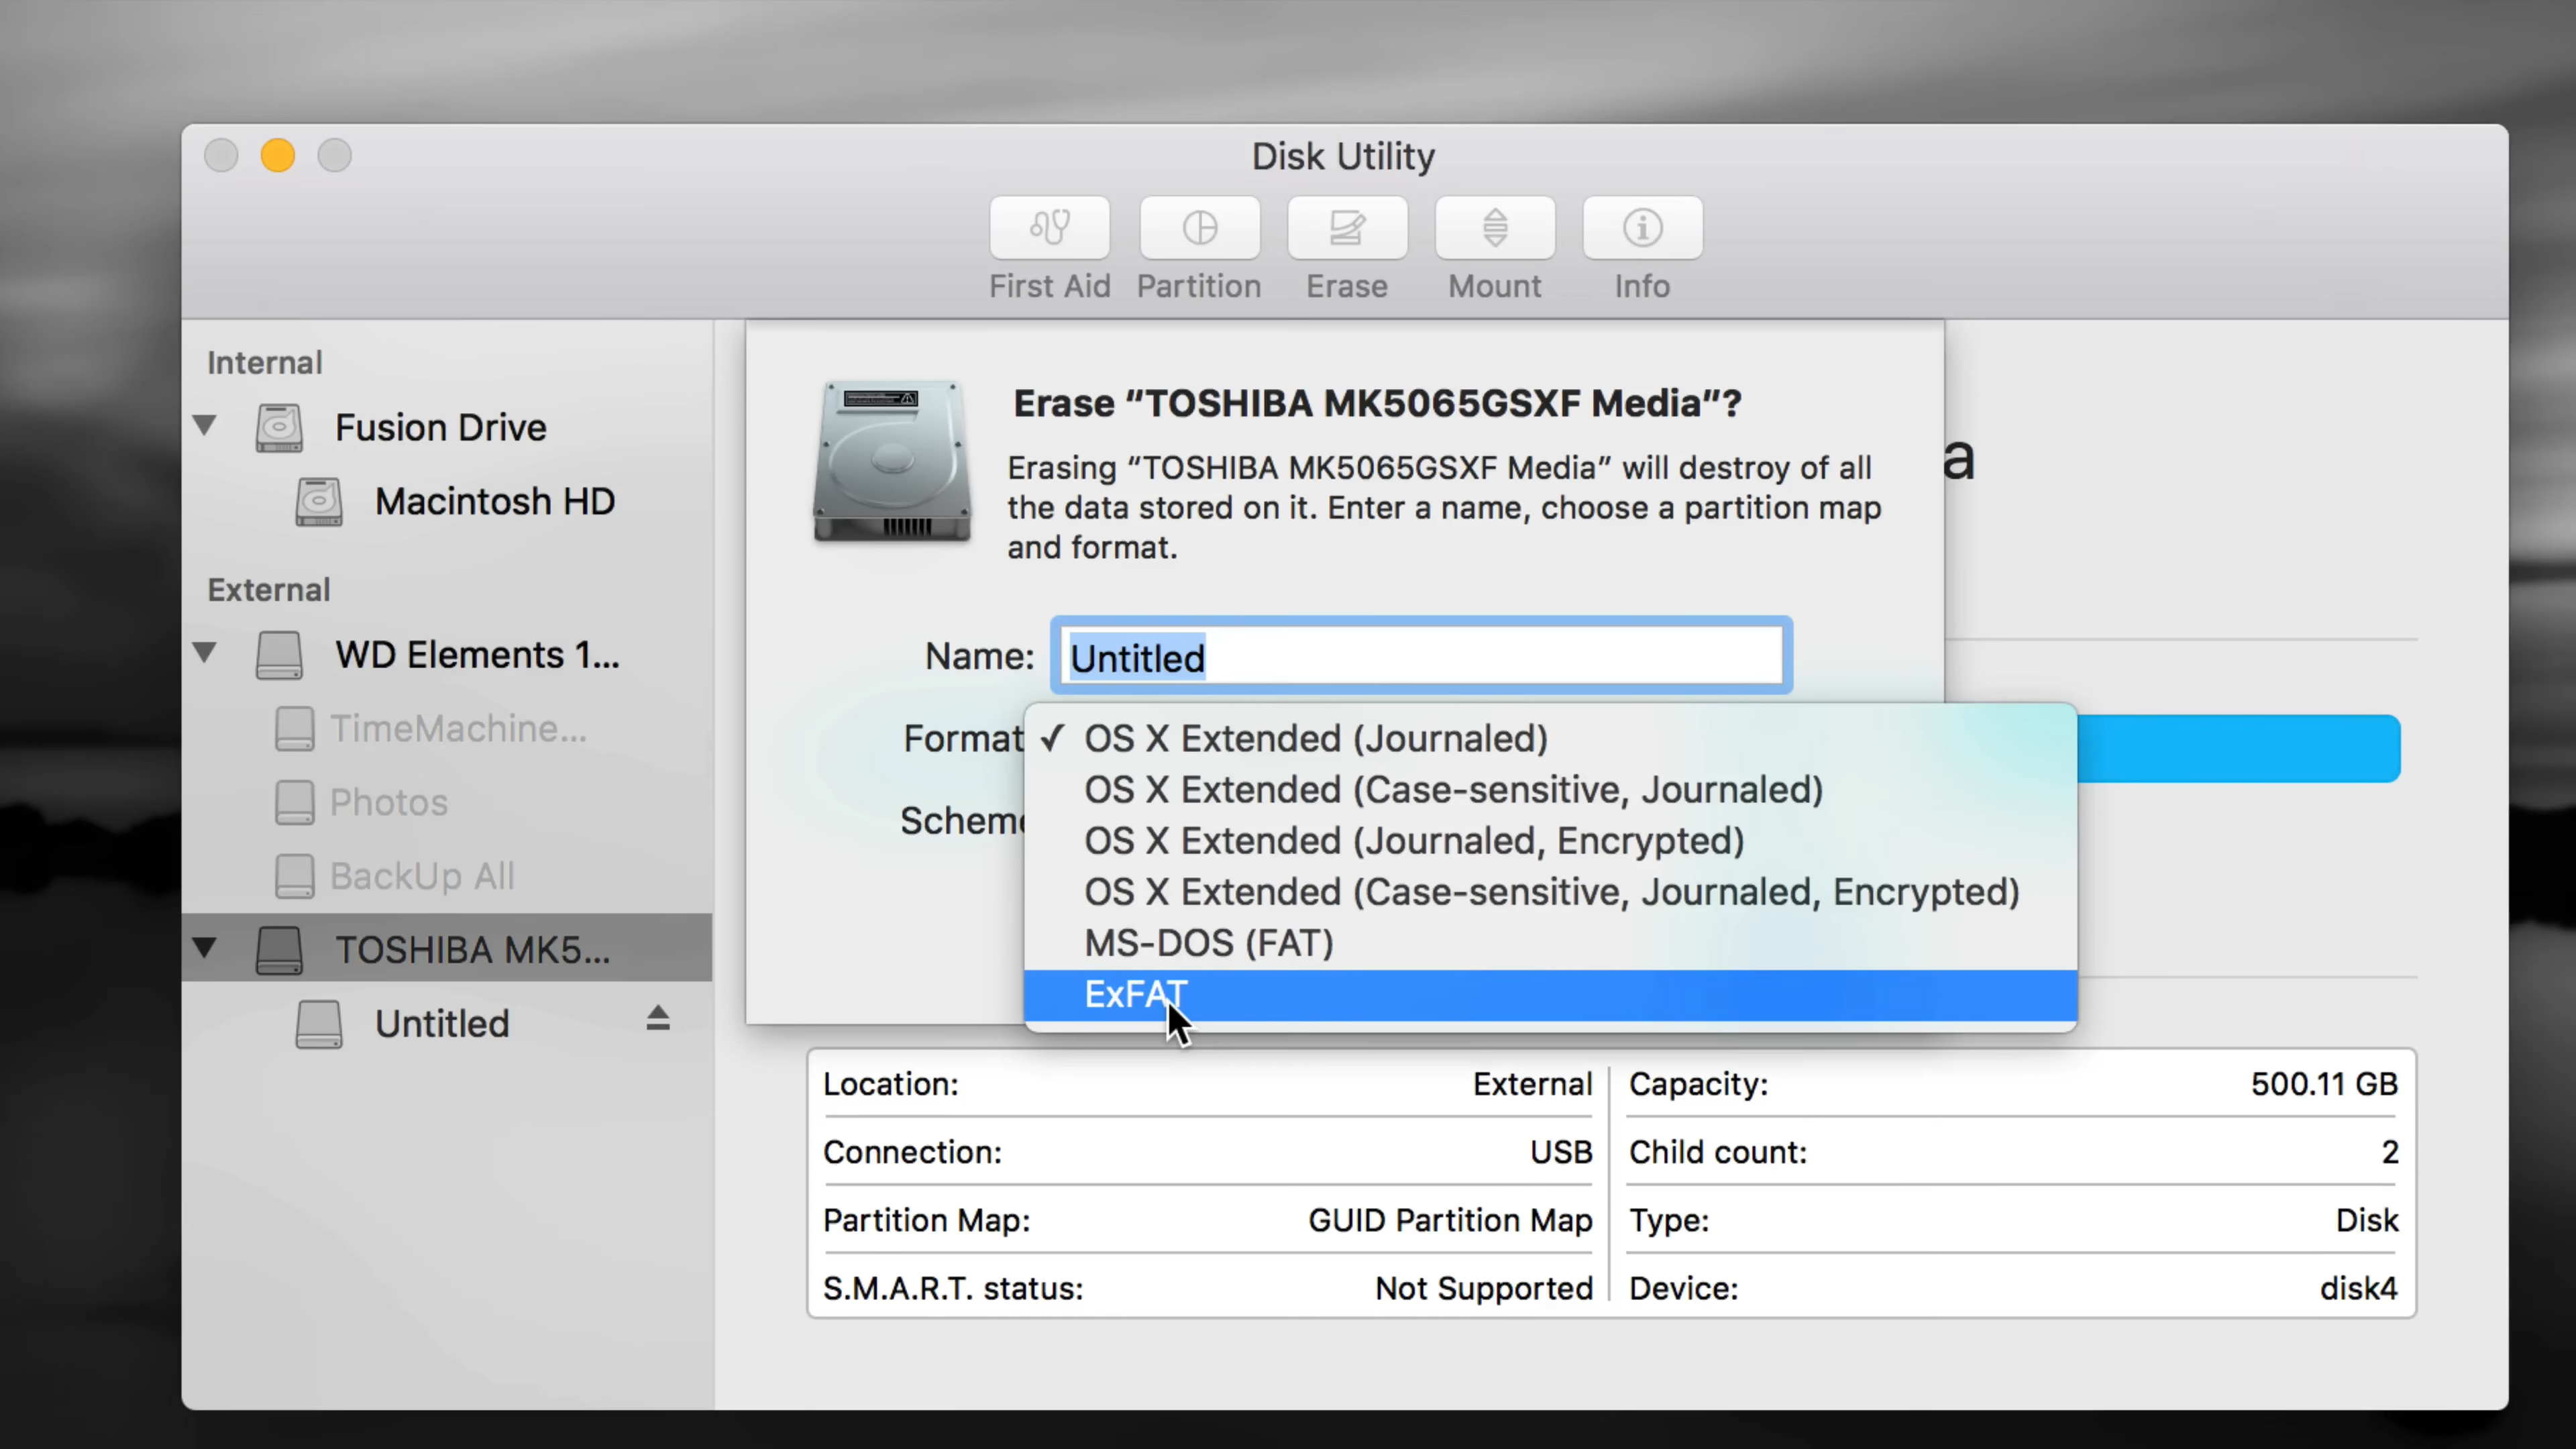 Disk Utility
First Aid
Partition
Erase
Mount
Info
Internal
Fusion Drive
Macintosh HD
External
WD Elements 1...
TimeMachine...
Photos
BackUp All
TOSHIBA MK5...
Untitled
Erase “TOSHIBA MK5065GSXF Media”?
Erasing “TOSHIBA MK5065GSXF Media” will destroy of all
the data stored on it. Enter a name, choose a partition map
and format.
a
Name: Untitled
Format
✓ OS X Extended (Journaled)
OS X Extended (Case-sensitive, Journaled)
OS X Extended (Journaled, Encrypted)
OS X Extended (Case-sensitive, Journaled, Encrypted)
MS-DOS (FAT)
ExFAT
Scheme
Location: External
Connection: USB
Partition Map: GUID Partition Map
S.M.A.R.T. status: Not Supported
Capacity: 500.11 GB
Child count: 2
Type: Disk
Device: disk4